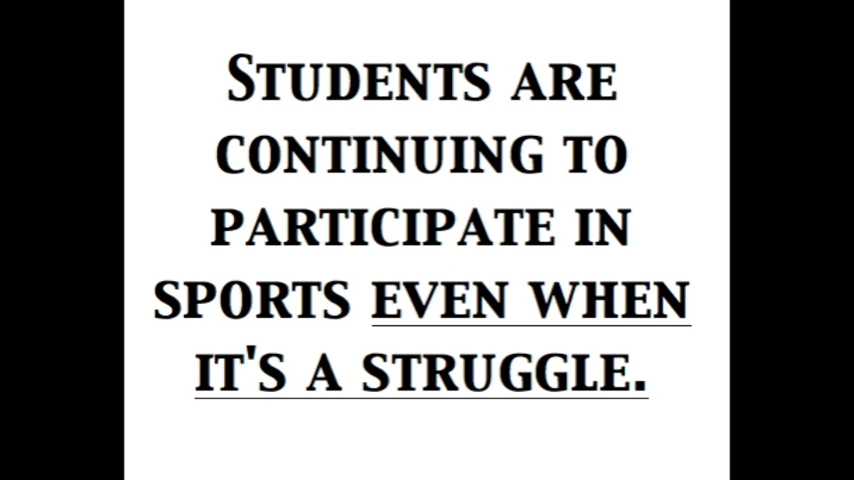 Students are
continuing to
participate in
sports even when
it's a struggle.